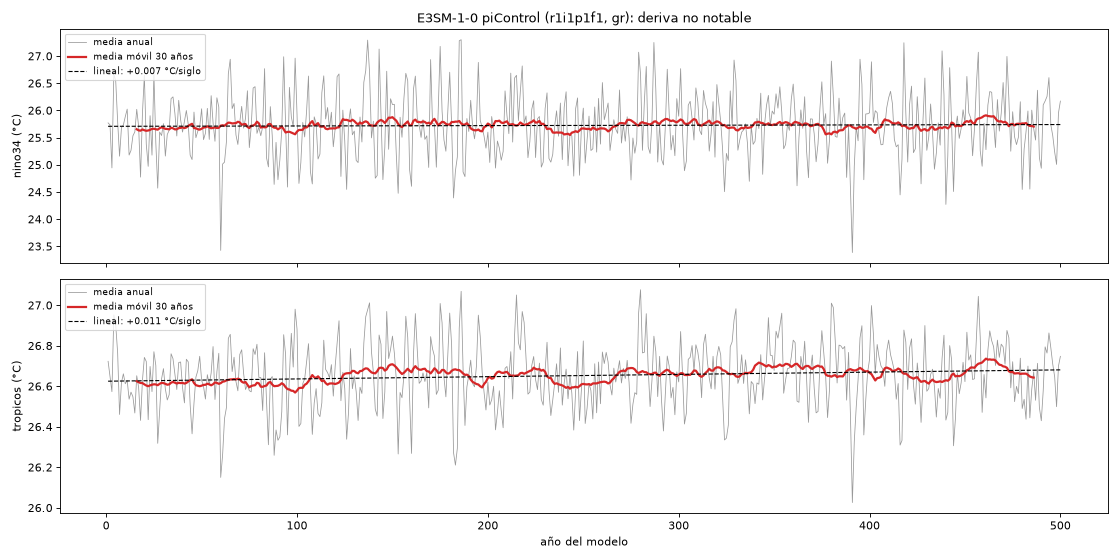 E3SM-1-0 piControl (r1i1p1f1, gr): deriva no notable
media anual
media móvil 30 años
lineal: +0.007 °C/siglo
nino34 (°C)
27.0
26.5
26.0
25.5
25.0
24.5
24.0
23.5
media anual
media móvil 30 años
lineal: +0.011 °C/siglo
tropicos (°C)
27.0
26.8
26.6
26.4
26.2
26.0
0 100 200 300 400 500
año del modelo